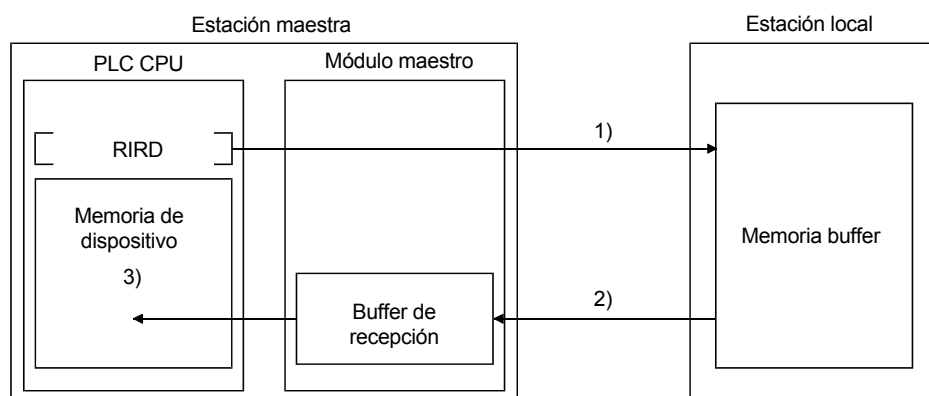 Estación maestra
Estación local
PLC CPU
Módulo maestro
RIRD
1)
Memoria de
dispositivo
3)
Memoria buffer
2)
Buffer de
recepción